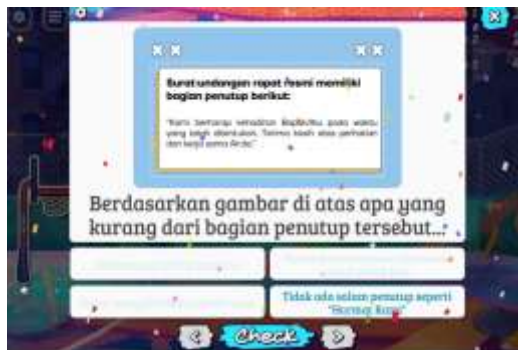 Surat undangan rapat resmi memiliki
bagian penutup berikut:
"Kami berharap kehadiran Bapak/Ibu pada waktu
yang telah ditentukan. Terima kasih atas perhatian
dan kerja sama Anda."
Berdasarkan gambar di atas apa yang
kurang dari bagian penutup tersebut...
Tidak ada salam penutup seperti
"Hormat Kami"
Check